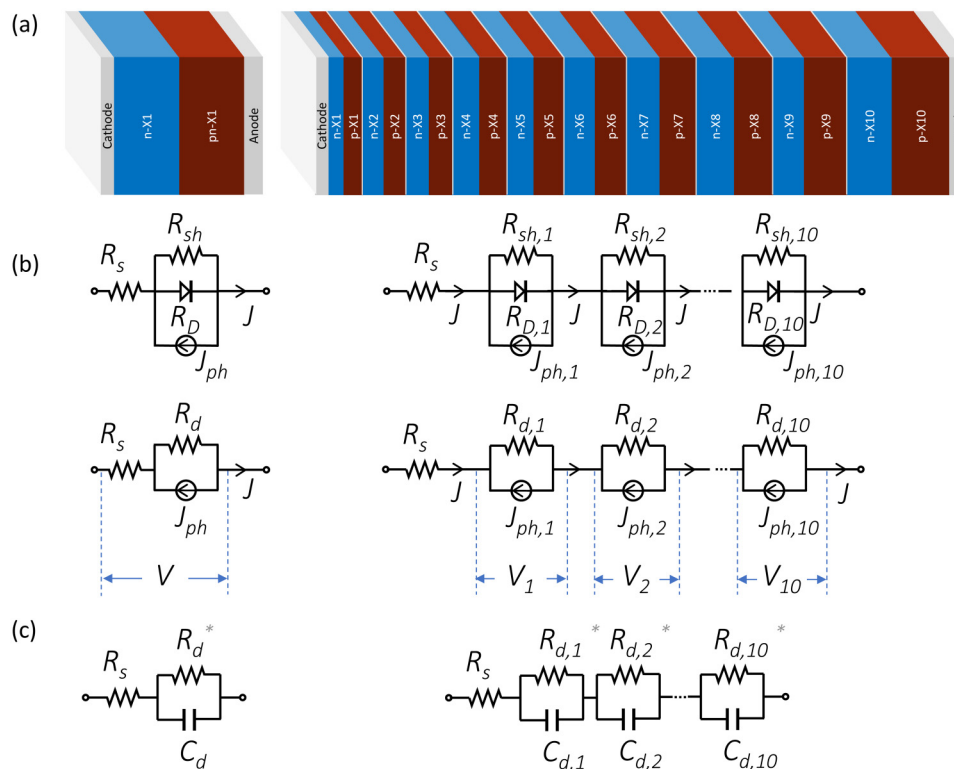 (a)
Cathode
n-X1
pn-X1
Anode
Cathode
n-X1
p-X1
n-X2
p-X2
n-X3
p-X3
n-X4
p-X4
n-X5
p-X5
n-X6
p-X6
n-X7
p-X7
n-X8
p-X8
n-X9
p-X9
n-X10
p-X10
(b)
R_s
R_sh
R_D
J_ph
J
R_s
J
R_sh,1
R_D,1
J_ph,1
J
R_sh,2
R_D,2
J_ph,2
J
R_sh,10
R_D,10
J_ph,10
J
R_s
R_d
J_ph
J
V
R_s
J
R_d,1
J_ph,1
J
V_1
R_d,2
J_ph,2
J
V_2
R_d,10
J_ph,10
J
V_10
(c)
R_s
R_d*
C_d
R_s
R_d,1*
C_d,1
R_d,2*
C_d,2
R_d,10*
C_d,10